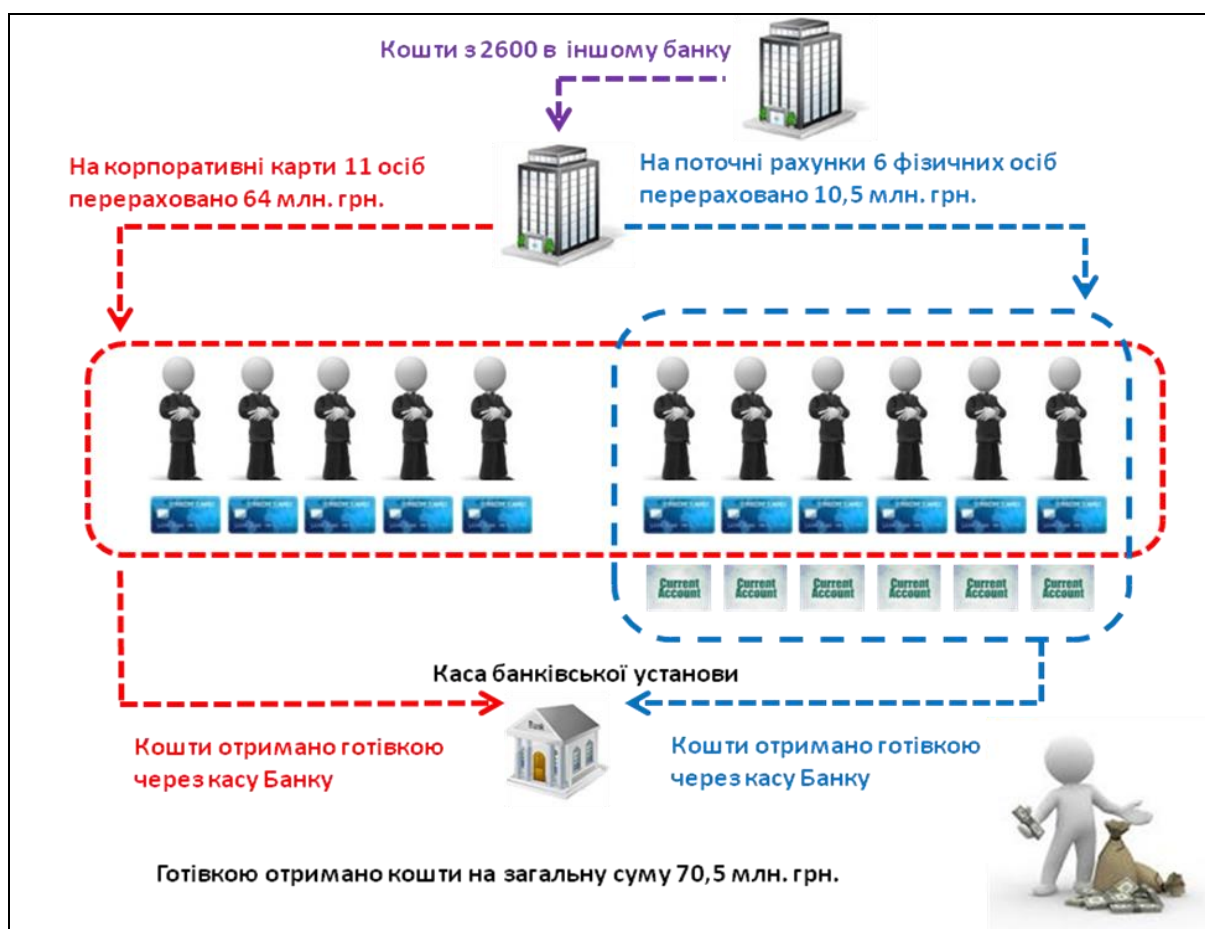 Кошти з 2600 в іншому банку
На корпоративні карти 11 осіб
перераховано 64 млн. грн.
На поточні рахунки 6 фізичних осіб
перераховано 10,5 млн. грн.
Current
Account
Current
Account
Current
Account
Current
Account
Current
Account
Current
Account
Каса банківської установи
Bank
Кошти отримано готівкою
через касу Банку
Кошти отримано готівкою
через касу Банку
Готівкою отримано кошти на загальну суму 70,5 млн. грн.